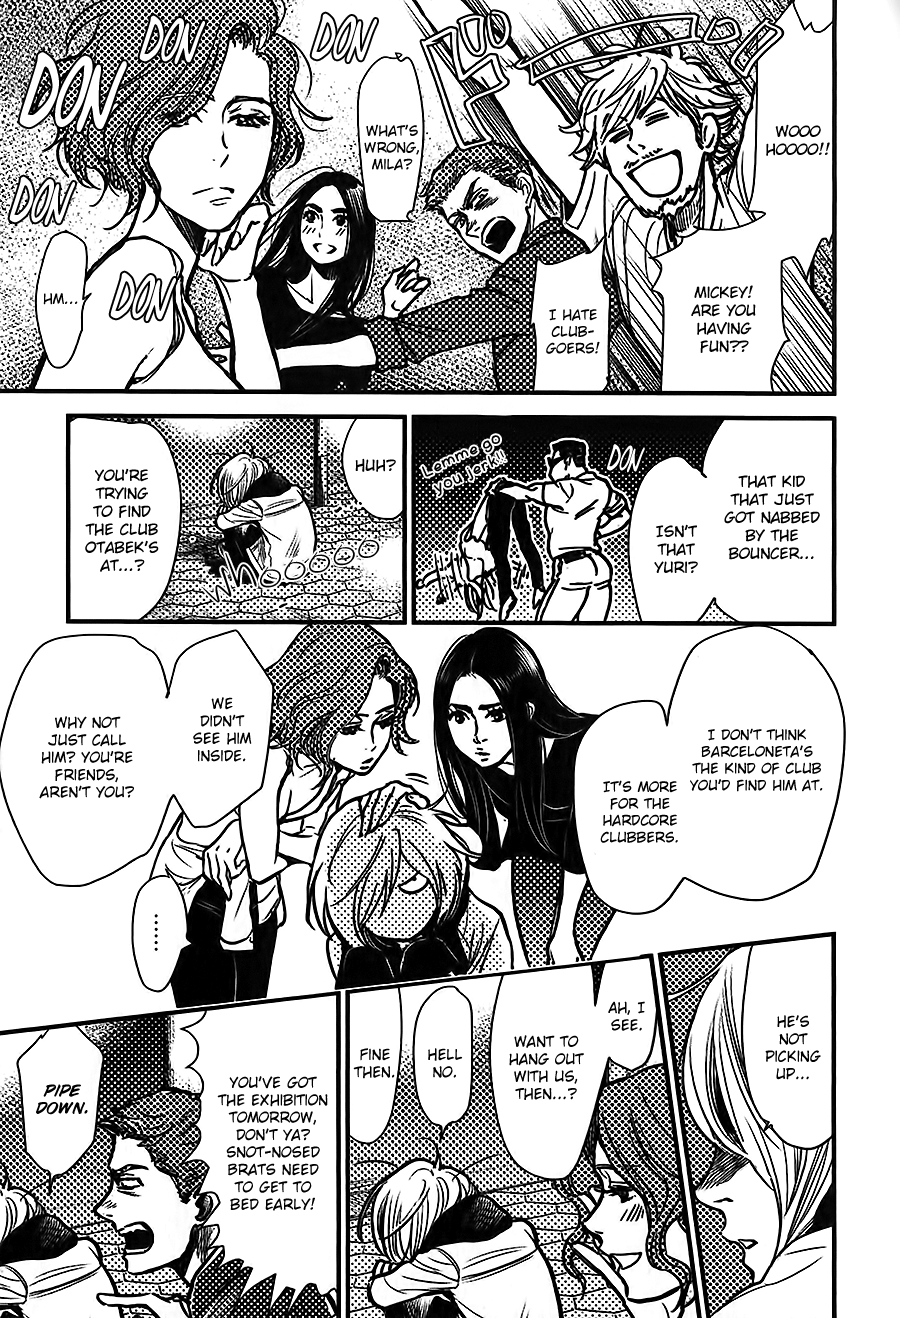 WOOO
HOOOO!!
MICKEY!
ARE YOU
HAVING
FUN??
I HATE
CLUB-
GOERS!
WHAT'S
WRONG,
MILA?
DON
DON
DON
DON
DON
HM...
THAT KID
THAT JUST
GOT NABBED
BY THE
BOUNCER...
ISN'T
THAT
YURI?
DON
Lemme go
you jerk!!
HUH?
YOU'RE
TRYING
TO FIND
THE CLUB
OTABEK'S
AT...?
whooooo
I DON'T THINK
BARCELONETA'S
THE KIND OF CLUB
YOU'D FIND HIM AT.
IT'S MORE
FOR THE
HARDCORE
CLUBBERS.
WE
DIDN'T
SEE HIM
INSIDE.
WHY NOT
JUST CALL
HIM? YOU'RE
FRIENDS,
AREN'T YOU?
......
HE'S
NOT
PICKING
UP...
AH, I
SEE.
WANT TO
HANG OUT
WITH US,
THEN...?
HELL
NO.
FINE
THEN.
YOU'VE GOT
THE EXHIBITION
TOMORROW,
DON'T YA?
SNOT-NOSED
BRATS NEED
TO GET TO
BED EARLY!
PIPE
DOWN.